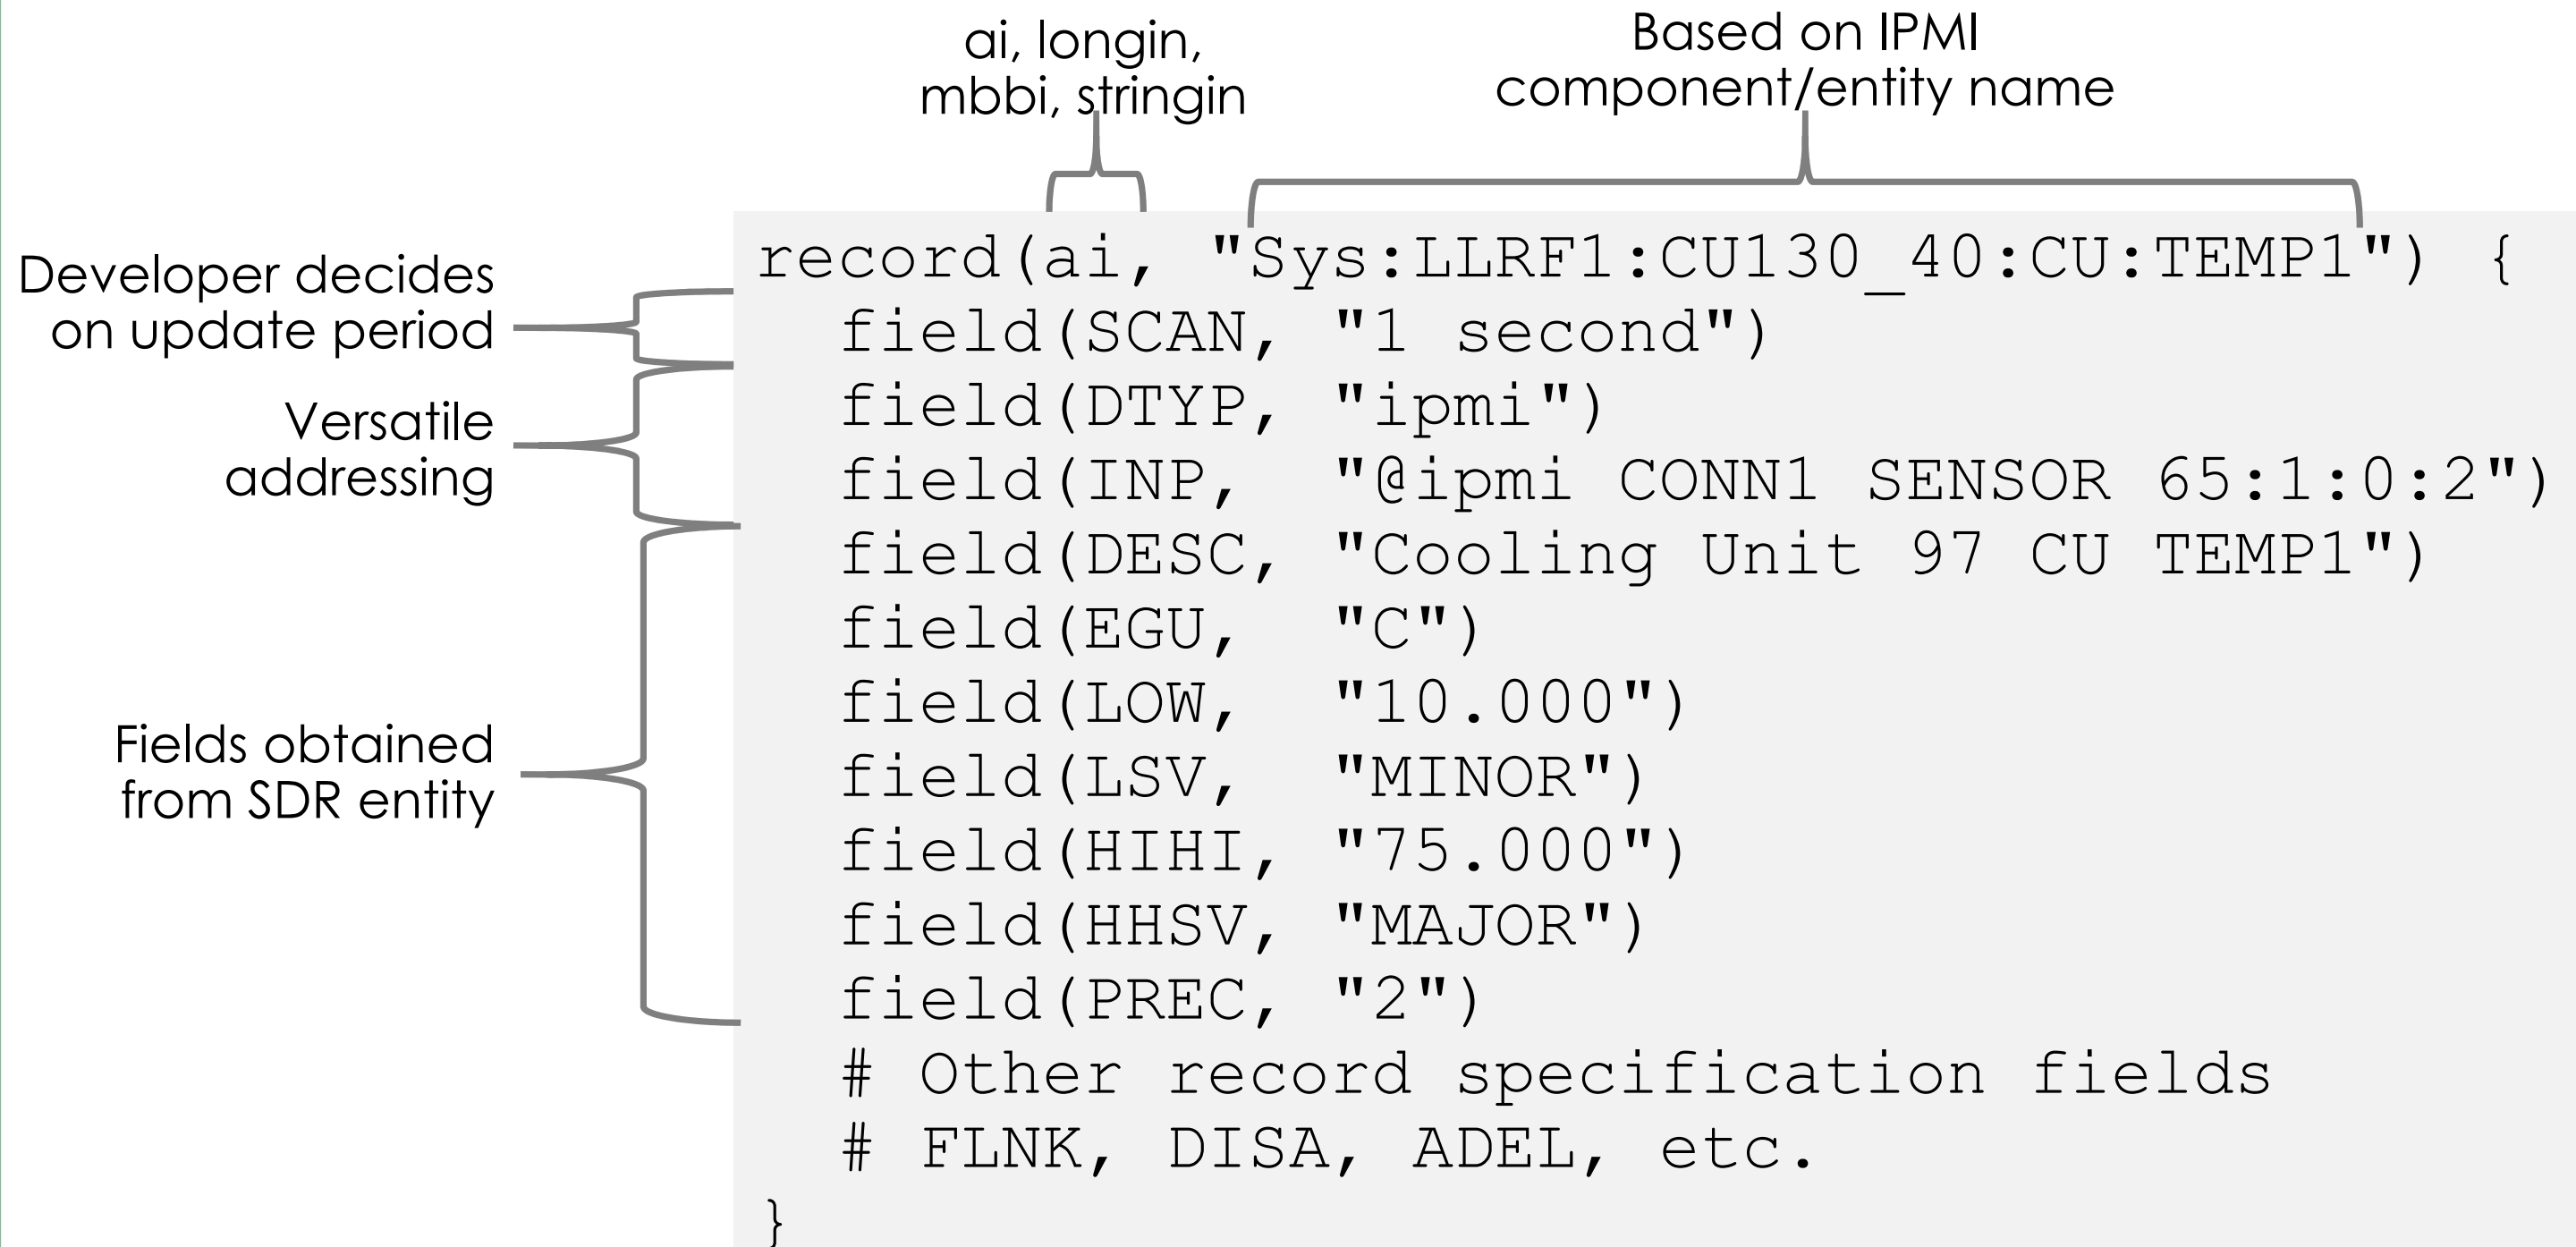 ai, longin,
mbbi, stringin
Based on IPMI
component/entity name
Developer decides
on update period
Versatile
addressing
Fields obtained
from SDR entity
record(ai, "Sys:LLRF1:CU130_40:CU:TEMP1") {
  field(SCAN, "1 second")
  field(DTYP, "ipmi")
  field(INP,  "@ipmi CONN1 SENSOR 65:1:0:2")
  field(DESC, "Cooling Unit 97 CU TEMP1")
  field(EGU,  "C")
  field(LOW,  "10.000")
  field(LSV,  "MINOR")
  field(HIHI, "75.000")
  field(HHSV, "MAJOR")
  field(PREC, "2")
  # Other record specification fields
  # FLNK, DISA, ADEL, etc.
}